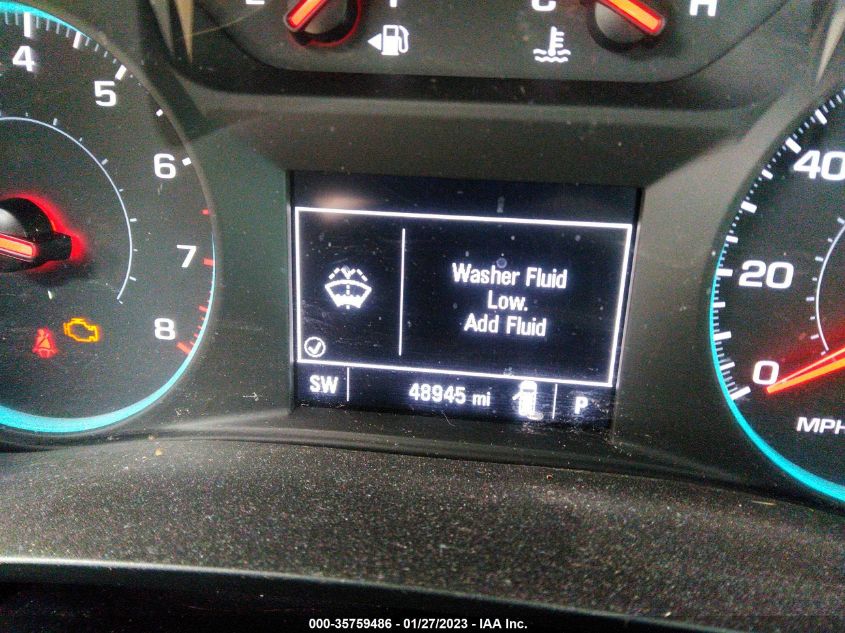 E F C H
4
5
6
7
8
Washer Fluid
Low.
Add Fluid
SW 48945 mi P
40
20
0
MPH
000-35759486 - 01/27/2023 - IAA Inc.